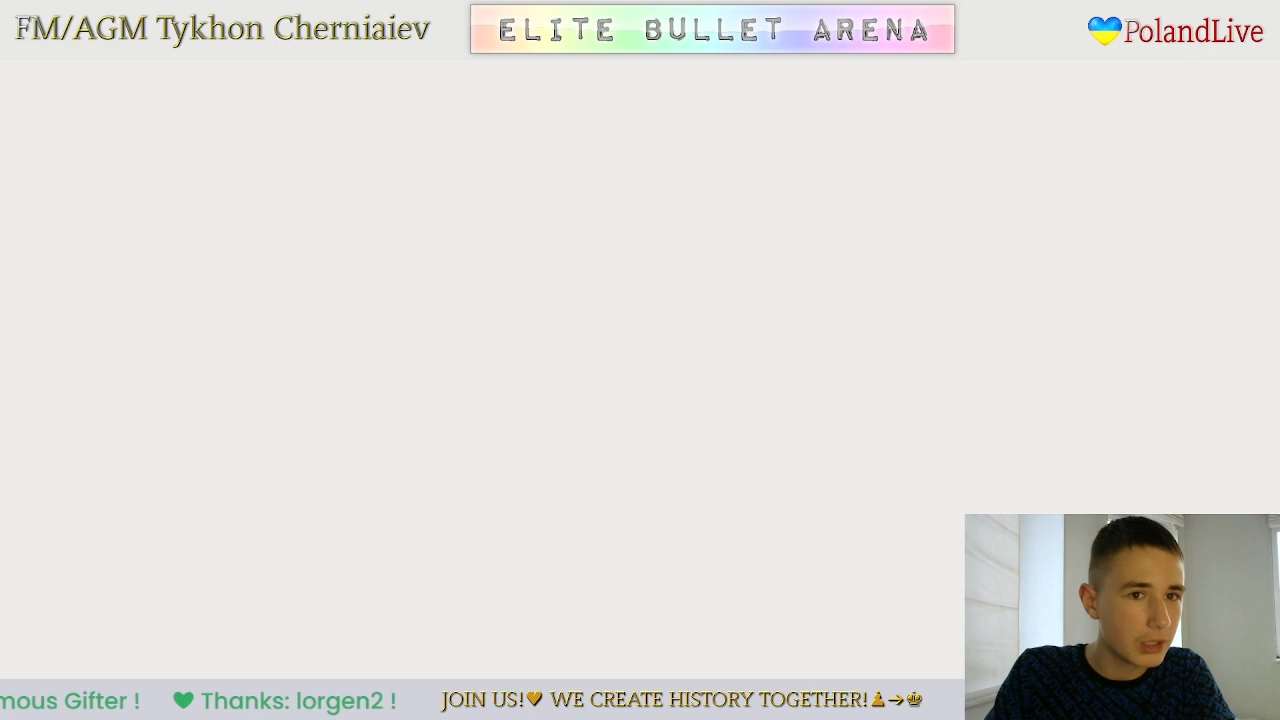 FM/AGM Tykhon Cherniaiev
ELITE BULLET ARENA
PolandLive
mous Gifter !
Thanks: lorgen2 !
JOIN US! WE CREATE HISTORY TOGETHER!